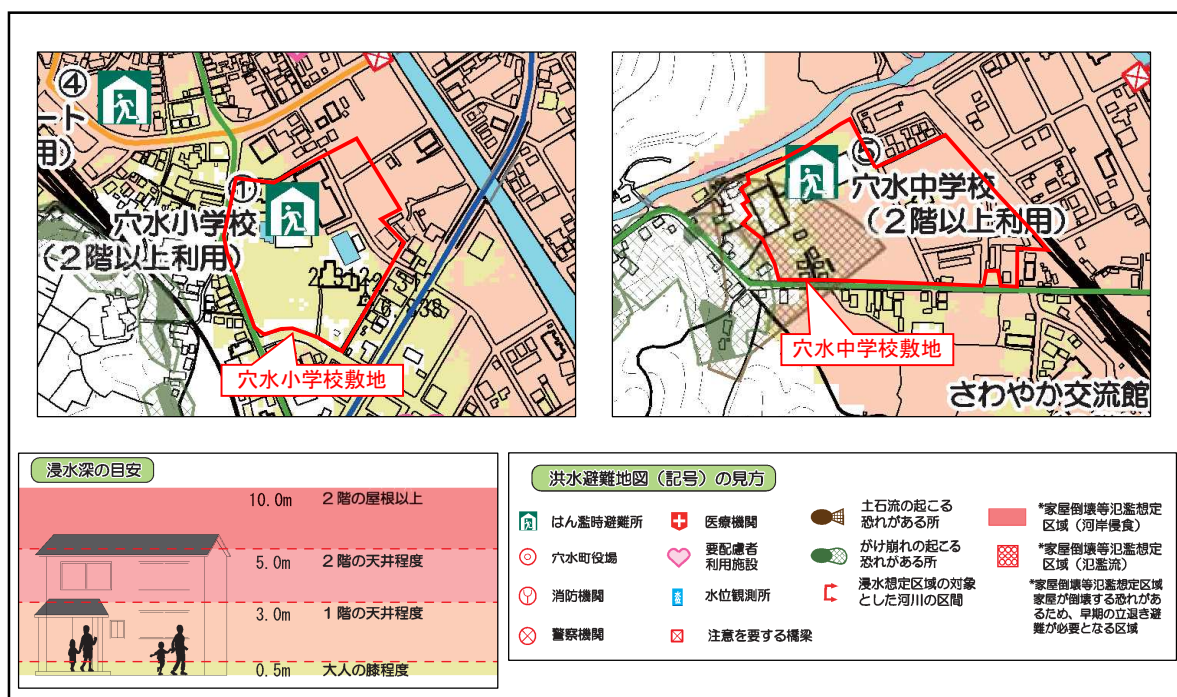 ④
ート
用）
①
穴水小学校
（２階以上利用）
穴水小学校敷地
⑤
穴水中学校
（２階以上利用）
穴水中学校敷地
さわやか交流館
浸水深の目安
10.0m 2階の屋根以上
5.0m 2階の天井程度
3.0m 1階の天井程度
0.5m 大人の膝程度
洪水避難地図（記号）の見方
はん濫時避難所
穴水町役場
消防機関
警察機関
医療機関
要配慮者
利用施設
水位観測所
注意を要する橋梁
土石流の起こる
恐れがある所
がけ崩れの起こる
恐れがある所
浸水想定区域の対象
とした河川の区間
*家屋倒壊等氾濫想定
区域（河岸侵食）
*家屋倒壊等氾濫想定
区域（氾濫流）
*家屋倒壊等氾濫想定区域
家屋が倒壊する恐れがあ
るため、早期の立退き避
難が必要となる区域